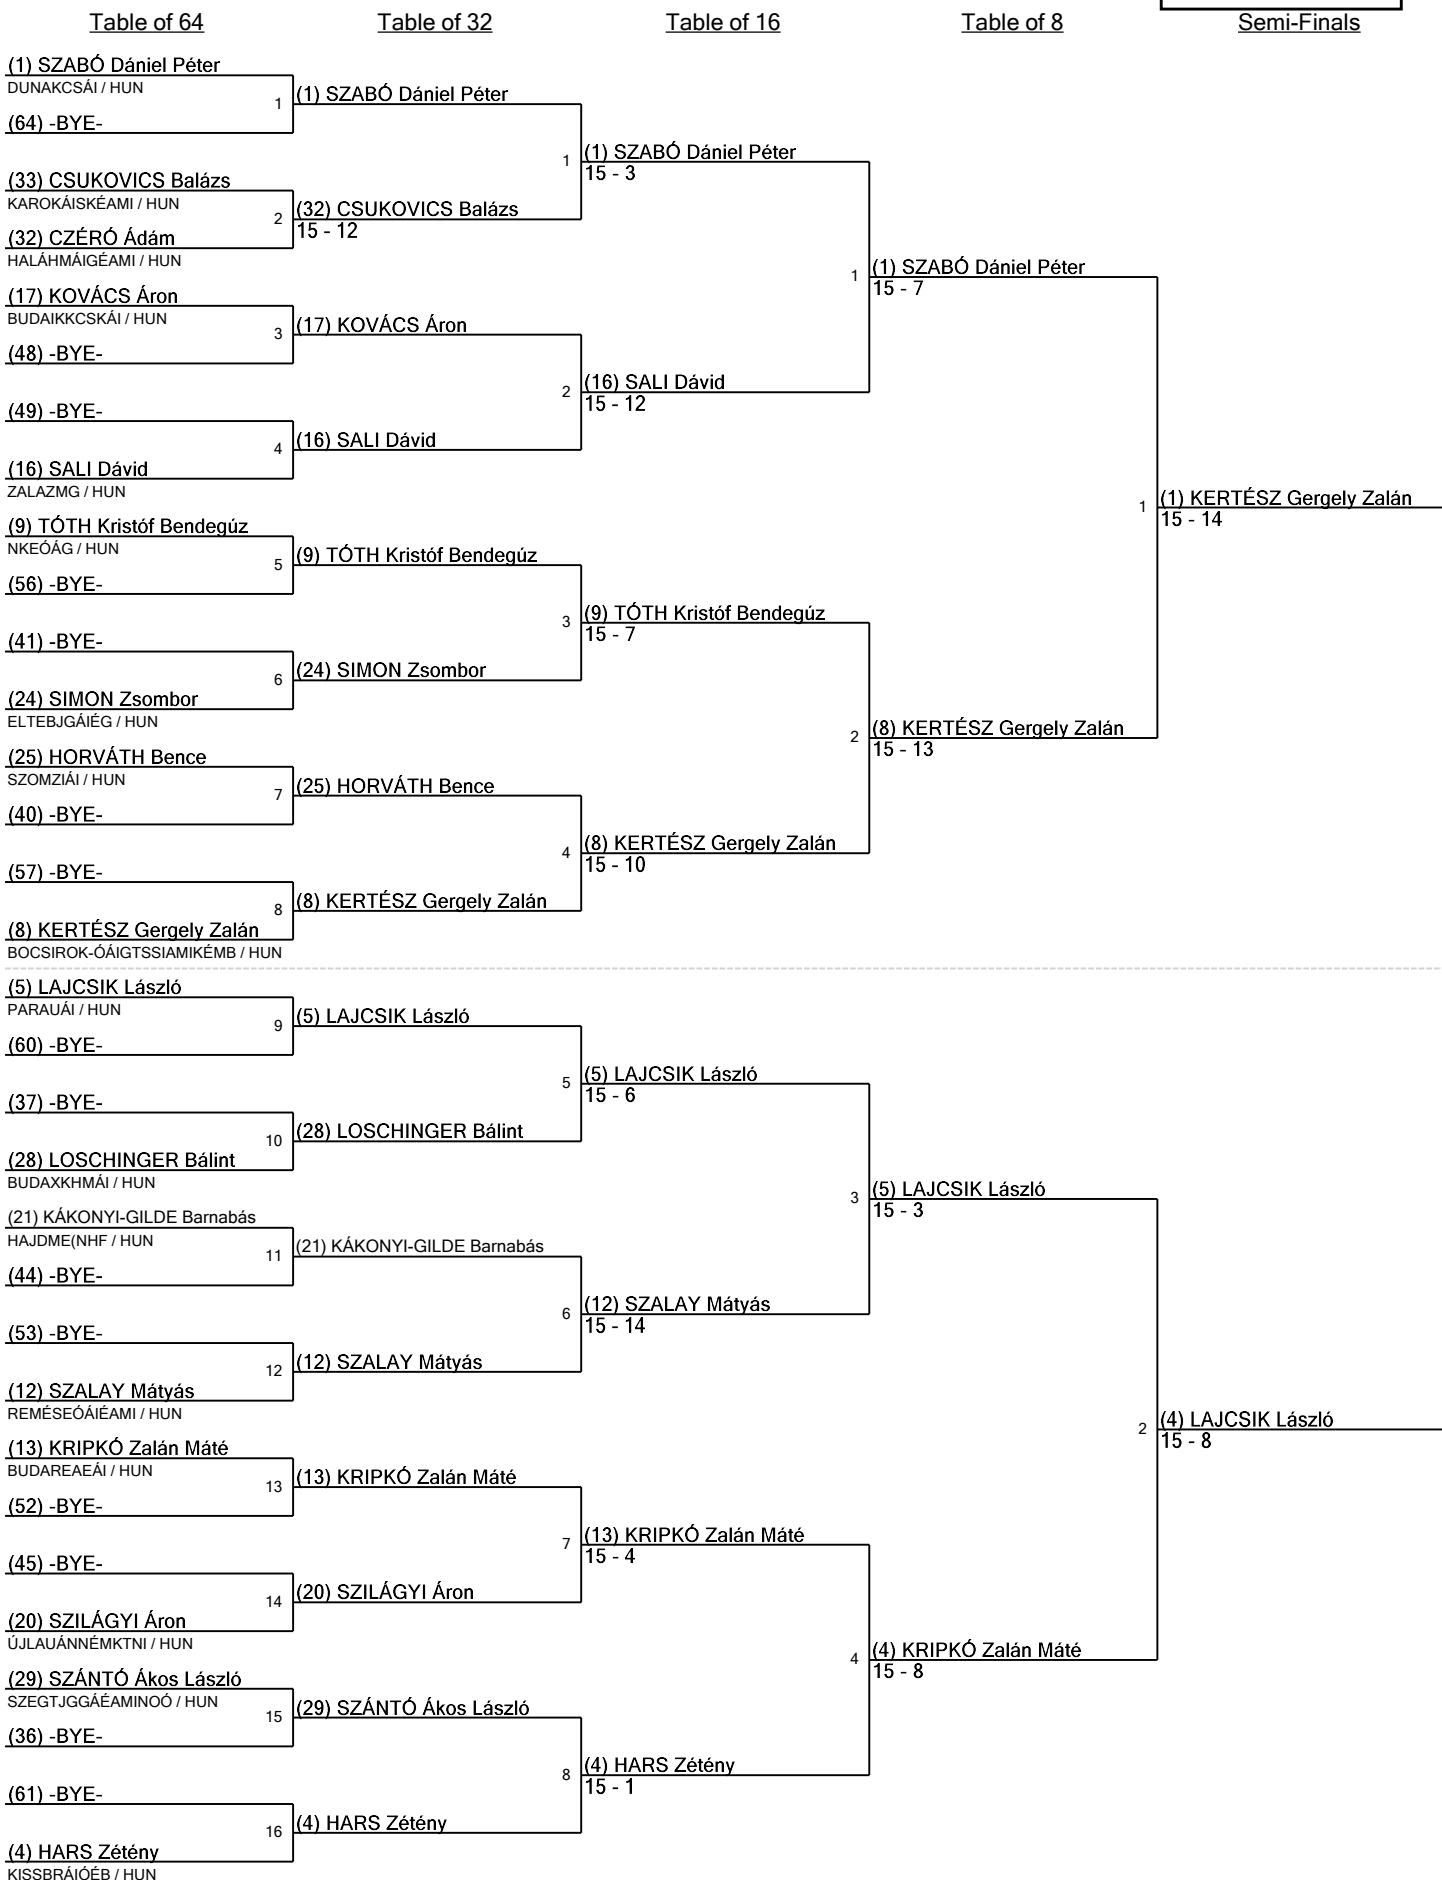 Table of 64
Table of 32
Table of 16
Table of 8
Semi-Finals
(1) SZABÓ Dániel Péter
DUNAKCSÁI / HUN
1
(64) -BYE-
(33) CSUKOVICS Balázs
KAROKÁISKÉAMI / HUN
2
(32) CZÉRÓ Ádám
HALÁHMÁIGÉAMI / HUN
(17) KOVÁCS Áron
BUDAIKKCSKÁI / HUN
3
(48) -BYE-
(49) -BYE-
4
(16) SALI Dávid
ZALAZMG / HUN
(9) TÓTH Kristóf Bendegúz
NKEÓÁG / HUN
5
(56) -BYE-
(41) -BYE-
6
(24) SIMON Zsombor
ELTEBJGÁIÉG / HUN
(25) HORVÁTH Bence
SZOMZIÁI / HUN
7
(40) -BYE-
(57) -BYE-
8
(8) KERTÉSZ Gergely Zalán
BOCSIROK-ÓÁIGTSSIAMIKÉMB / HUN
(5) LAJCSIK László
PARAUÁI / HUN
9
(60) -BYE-
(37) -BYE-
10
(28) LOSCHINGER Bálint
BUDAXKHMÁI / HUN
(21) KÁKONYI-GILDE Barnabás
HAJDME(NHF / HUN
11
(44) -BYE-
(53) -BYE-
12
(12) SZALAY Mátyás
REMÉSEÓÁIÉAMI / HUN
(13) KRIPKÓ Zalán Máté
BUDAREAEÁI / HUN
13
(52) -BYE-
(45) -BYE-
14
(20) SZILÁGYI Áron
ÚJLAUÁNNÉMKTNI / HUN
(29) SZÁNTÓ Ákos László
SZEGTJGGÁÉAMINOÓ / HUN
15
(36) -BYE-
(61) -BYE-
16
(4) HARS Zétény
KISSBRÁIÓÉB / HUN
(1) SZABÓ Dániel Péter
1
(32) CSUKOVICS Balázs
15 - 12
(17) KOVÁCS Áron
2
(16) SALI Dávid
(9) TÓTH Kristóf Bendegúz
3
(24) SIMON Zsombor
(25) HORVÁTH Bence
4
(8) KERTÉSZ Gergely Zalán
(5) LAJCSIK László
5
(28) LOSCHINGER Bálint
(21) KÁKONYI-GILDE Barnabás
6
(12) SZALAY Mátyás
(13) KRIPKÓ Zalán Máté
7
(20) SZILÁGYI Áron
(29) SZÁNTÓ Ákos László
8
(4) HARS Zétény
(1) SZABÓ Dániel Péter
15 - 3
1
(16) SALI Dávid
15 - 12
(9) TÓTH Kristóf Bendegúz
15 - 7
2
(8) KERTÉSZ Gergely Zalán
15 - 10
(5) LAJCSIK László
15 - 6
3
(12) SZALAY Mátyás
15 - 14
(13) KRIPKÓ Zalán Máté
15 - 4
4
(4) HARS Zétény
15 - 1
(1) SZABÓ Dániel Péter
15 - 7
1
(8) KERTÉSZ Gergely Zalán
15 - 13
(5) LAJCSIK László
15 - 3
2
(4) KRIPKÓ Zalán Máté
15 - 8
(1) KERTÉSZ Gergely Zalán
15 - 14
(4) LAJCSIK László
15 - 8